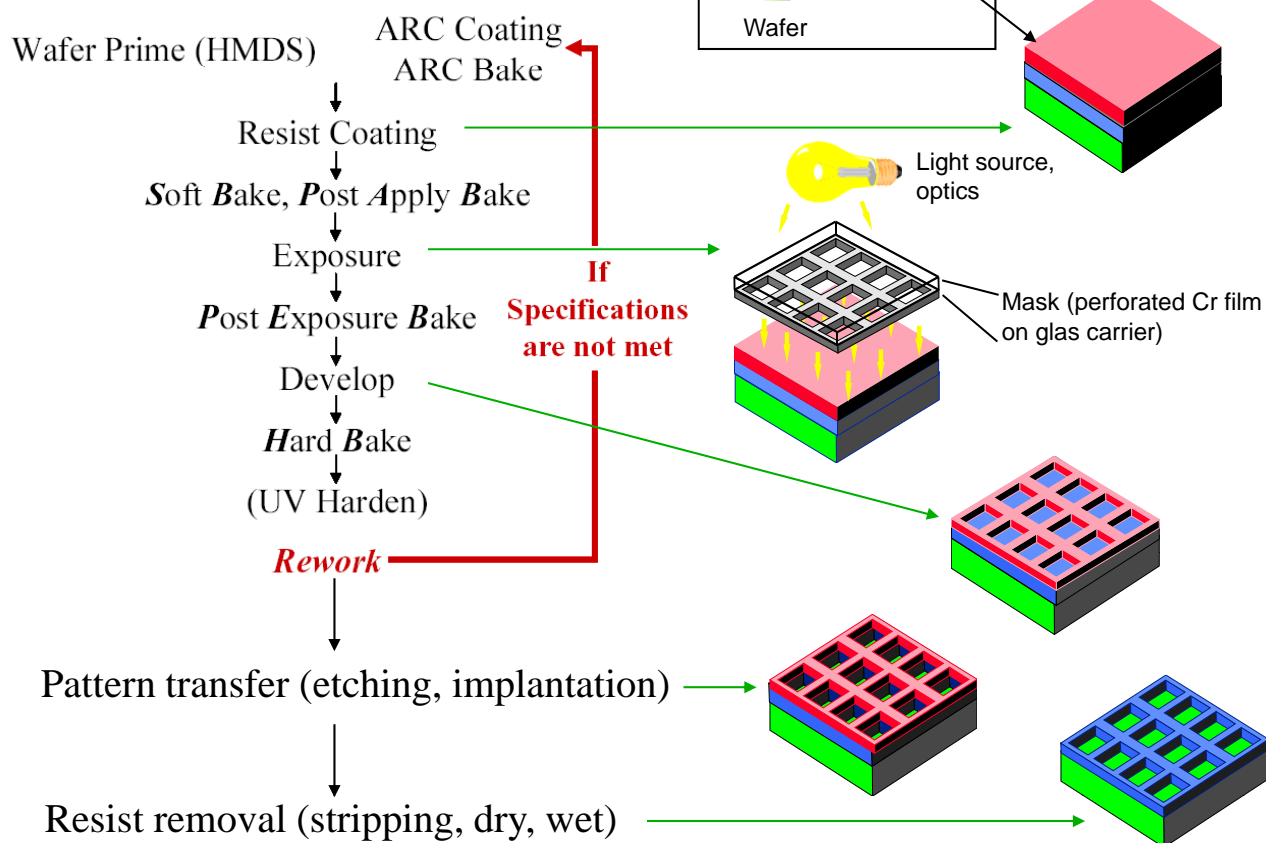 Wafer Prime (HMDS)
ARC Coating
ARC Bake
Wafer
Resist Coating
Soft Bake, Post Apply Bake
Exposure
Post Exposure Bake
Develop
Hard Bake
(UV Harden)
Rework
If
Specifications
are not met
Light source,
optics
Mask (perforated Cr film
on glas carrier)
Pattern transfer (etching, implantation)
Resist removal (stripping, dry, wet)